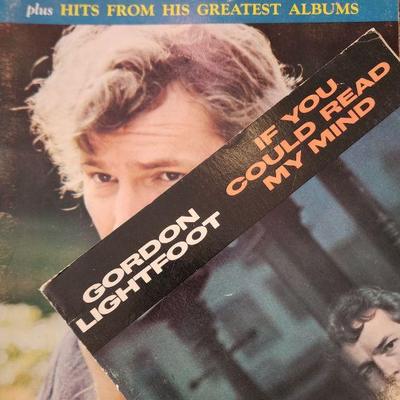 plus HITS FROM HIS GREATEST ALBUMS
GORDON
LIGHTFOOT
IF YOU
COULD READ
MY MIND